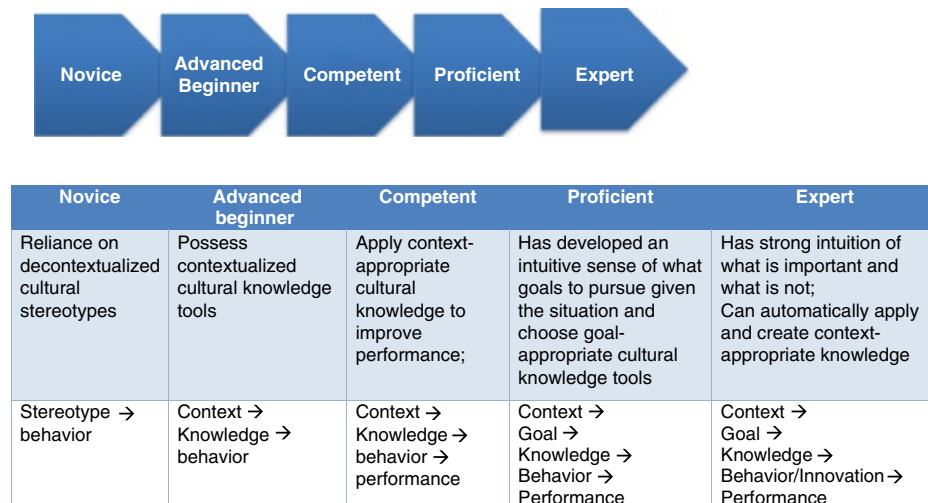 Novice
Advanced
Beginner
Competent
Proficient
Expert
Novice
Advanced
beginner
Competent
Proficient
Expert
Reliance on
decontextualized
cultural
stereotypes
Possess
contextualized
cultural knowledge
tools
Apply context-
appropriate
cultural
knowledge to
improve
performance;
Has developed an
intuitive sense of what
goals to pursue given
the situation and
choose goal-
appropriate cultural
knowledge tools
Has strong intuition of
what is important and
what is not;
Can automatically apply
and create context-
appropriate knowledge
Stereotype →
behavior
Context →
Knowledge →
behavior
Context →
Knowledge →
behavior →
performance
Context →
Goal →
Knowledge →
Behavior →
Performance
Context →
Goal →
Knowledge →
Behavior/Innovation→
Performance